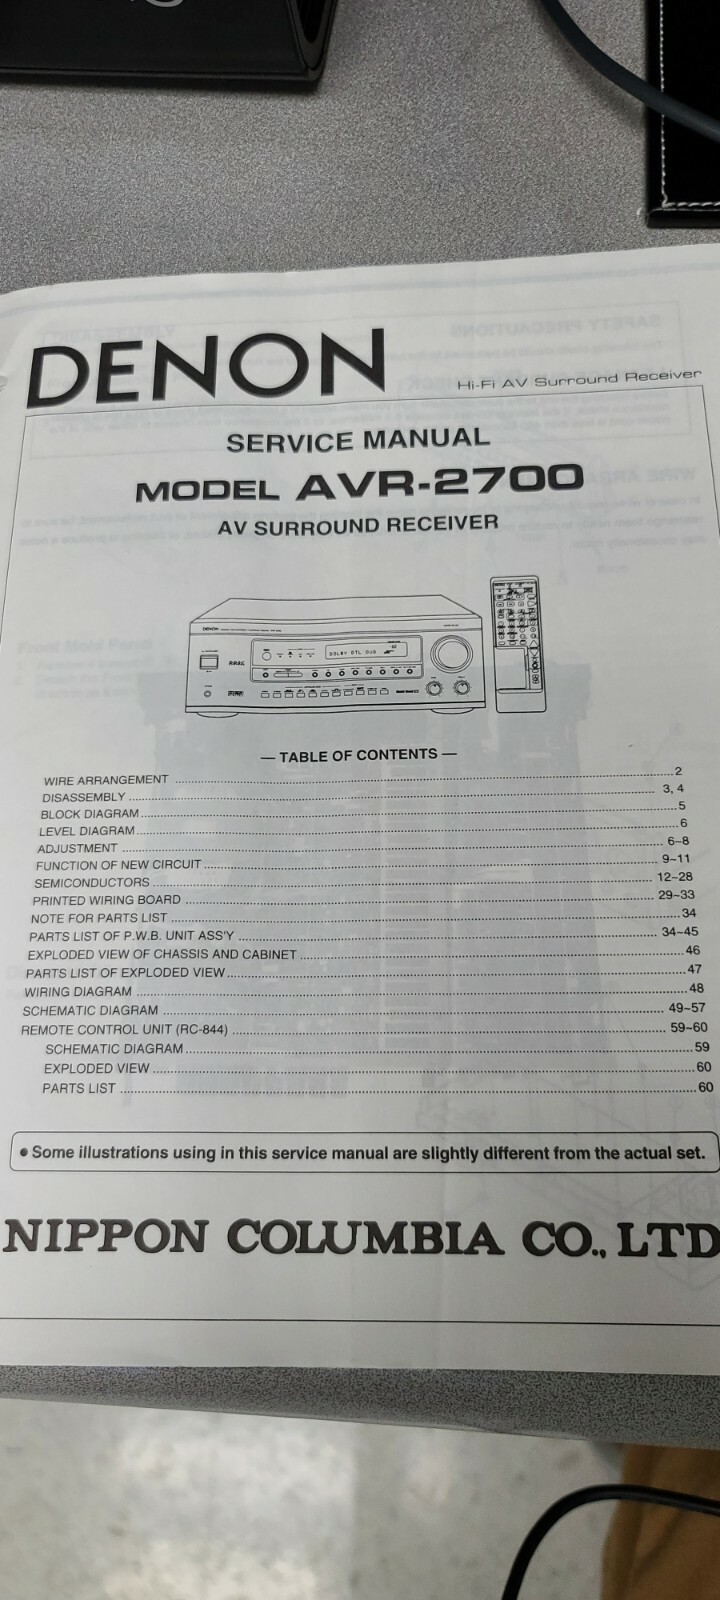 DENON
Hi-Fi AV Surround Receiver
SERVICE MANUAL
MODEL AVR-2700
AV SURROUND RECEIVER
DENON
DOLBY DTL DUO
— TABLE OF CONTENTS —
WIRE ARRANGEMENT ........ 2
DISASSEMBLY ........ 3, 4
BLOCK DIAGRAM ........ 5
LEVEL DIAGRAM ........ 6
ADJUSTMENT ........ 6~8
FUNCTION OF NEW CIRCUIT ........ 9~11
SEMICONDUCTORS ........ 12~28
PRINTED WIRING BOARD ........ 29~33
NOTE FOR PARTS LIST ........ 34
PARTS LIST OF P.W.B. UNIT ASS'Y ........ 34~45
EXPLODED VIEW OF CHASSIS AND CABINET ........ 46
PARTS LIST OF EXPLODED VIEW ........ 47
WIRING DIAGRAM ........ 48
SCHEMATIC DIAGRAM ........ 49~57
REMOTE CONTROL UNIT (RC-844) ........ 59~60
SCHEMATIC DIAGRAM ........ 59
EXPLODED VIEW ........ 60
PARTS LIST ........ 60
● Some illustrations using in this service manual are slightly different from the actual set.
NIPPON COLUMBIA CO., LTD